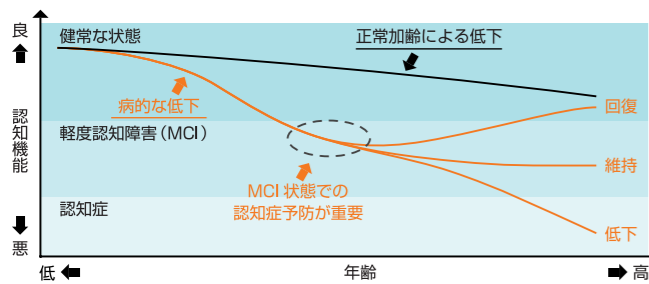 良
健常な状態
正常加齢による低下
病的な低下
回復
認知機能
軽度認知障害（MCI）
維持
MCI 状態での
認知症予防が重要
認知症
低下
悪
低
年齢
高